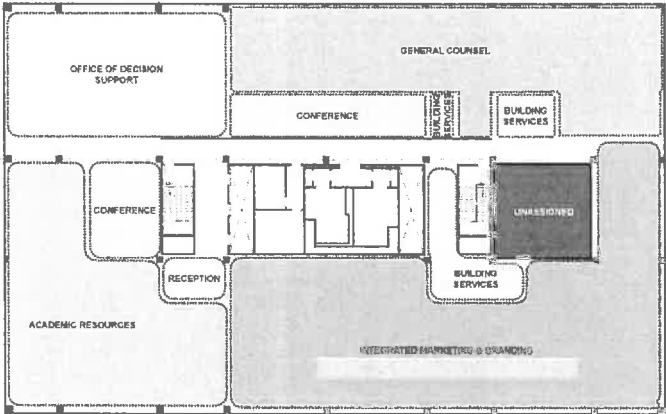 OFFICE OF DECISION
SUPPORT
GENERAL COUNSEL
CONFERENCE
BUILDING
SERVICES
BUILDING
SERVICES
CONFERENCE
UNASSIGNED
RECEPTION
BUILDING
SERVICES
ACADEMIC RESOURCES
INTEGRATED MARKETING & BRANDING